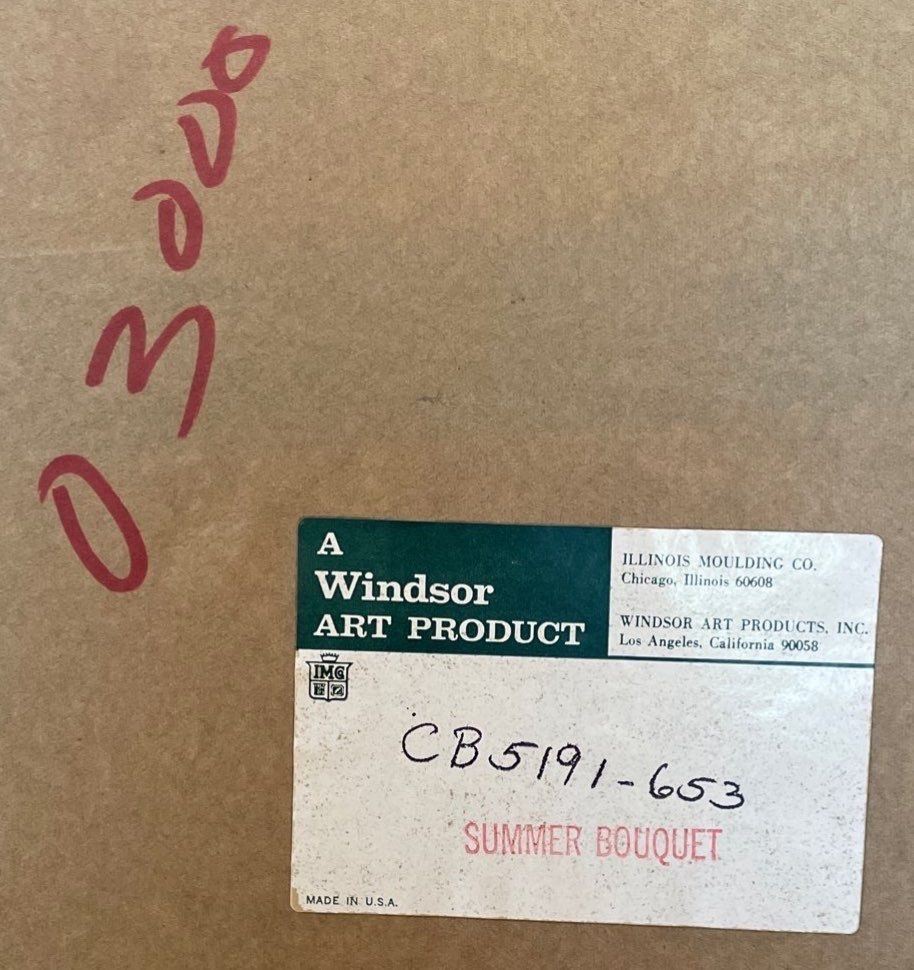 03000
A
Windsor
ART PRODUCT
ILLINOIS MOULDING CO.
Chicago, Illinois 60608
WINDSOR ART PRODUCTS, INC.
Los Angeles, California 90058
IMC
CB5191-653
SUMMER BOUQUET
MADE IN U.S.A.